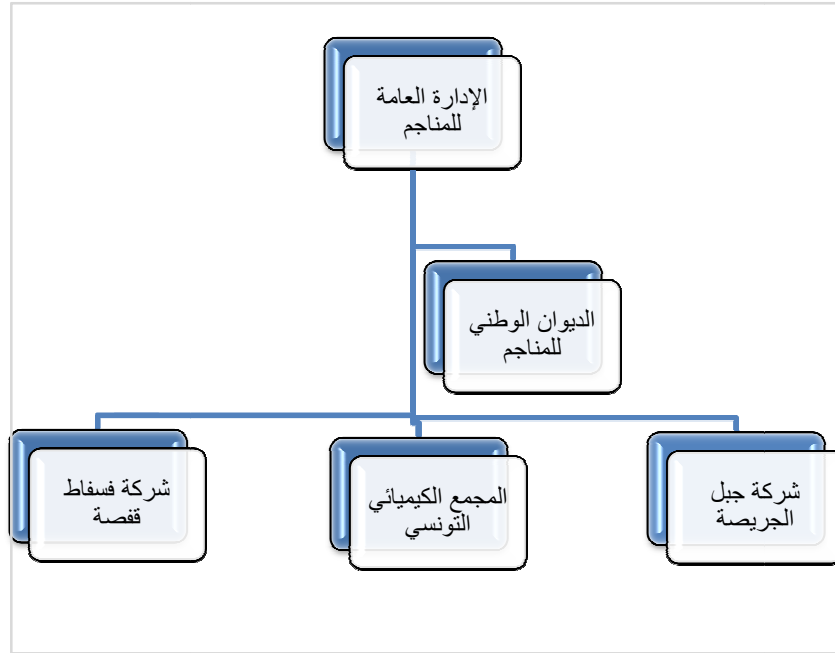 الإدارة العامة
للمناجم
الديوان الوطني
للمناجم
شركة جبل
الجريصة
المجمع الكيميائي
التونسي
شركة فسفاط
قفصة